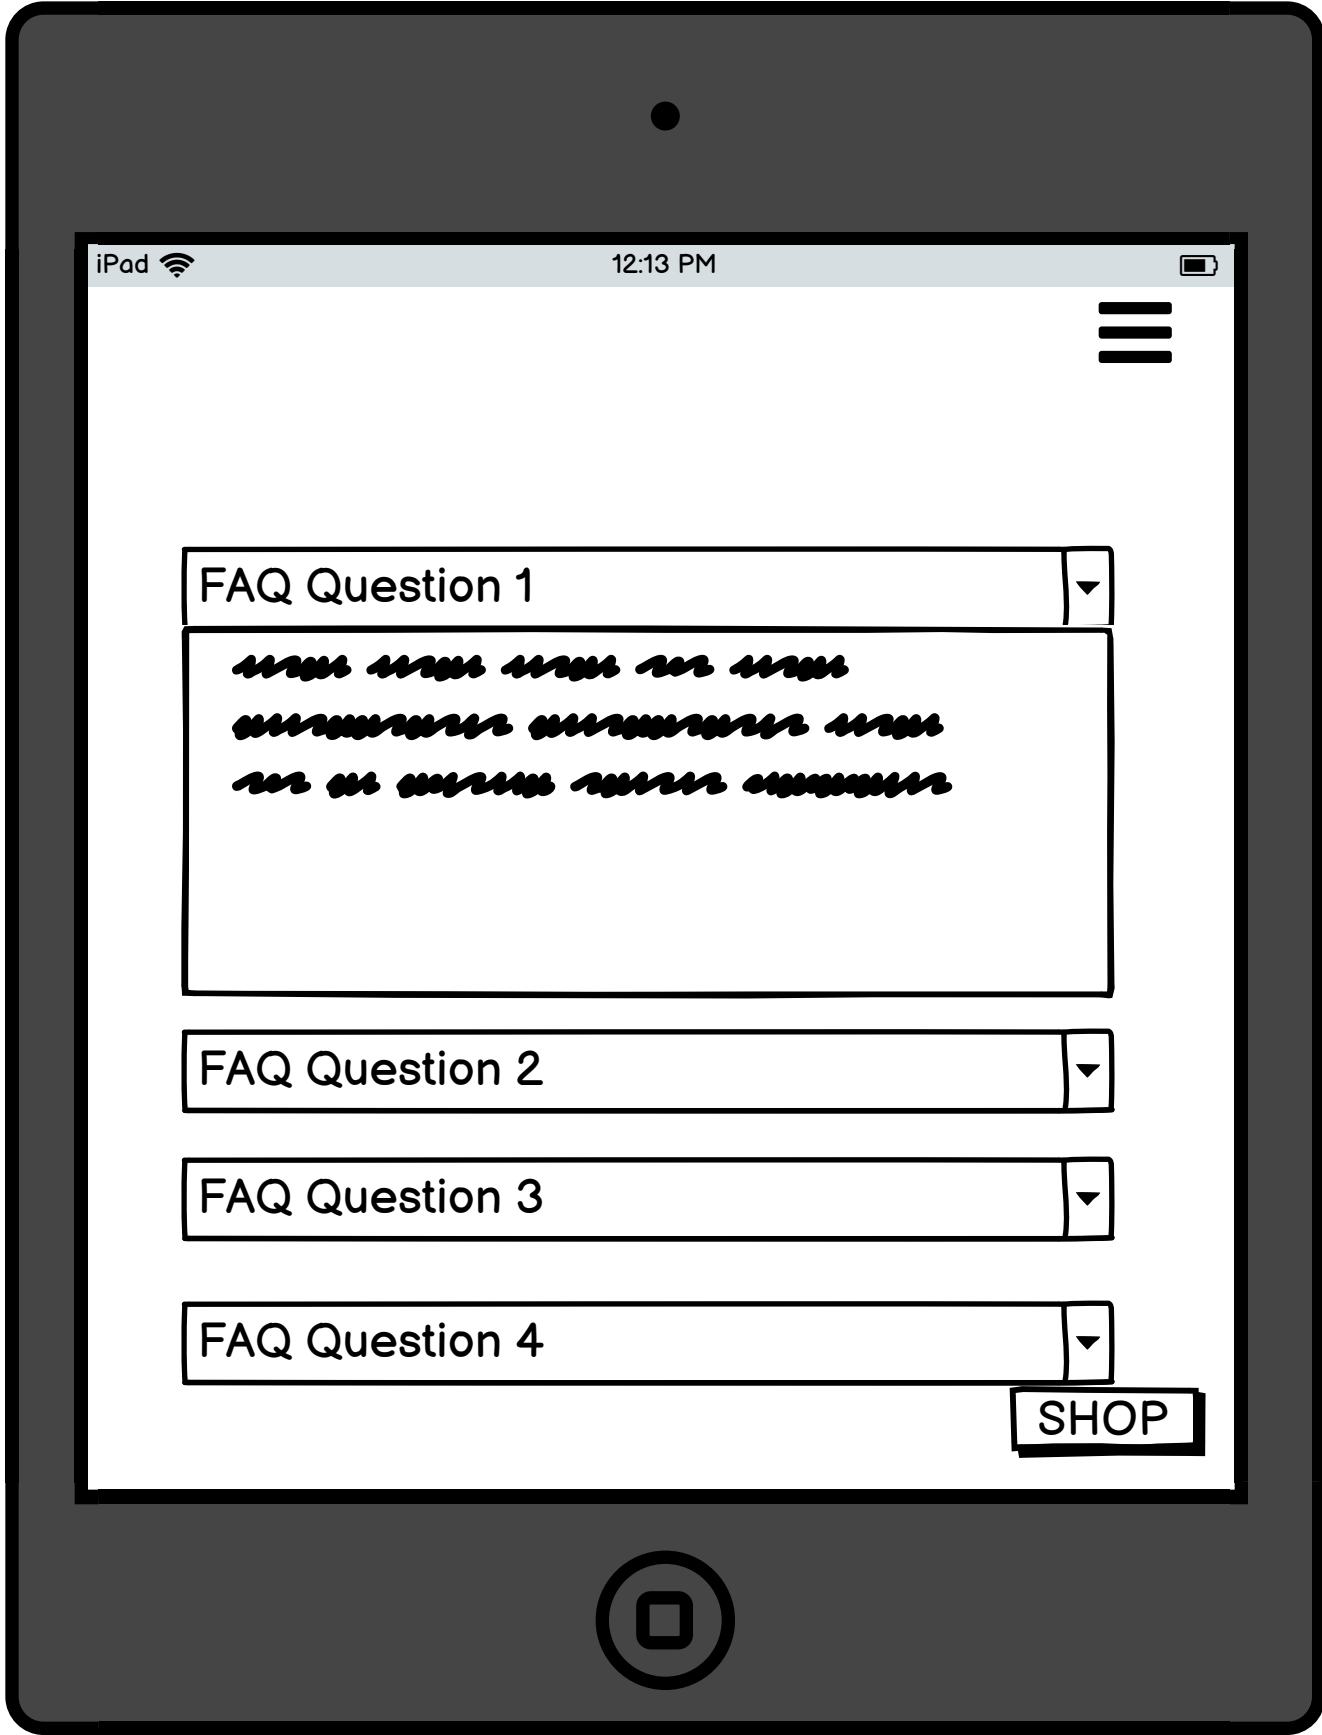 iPad 12:13 PM
FAQ Question 1
FAQ Question 2
FAQ Question 3
FAQ Question 4
SHOP